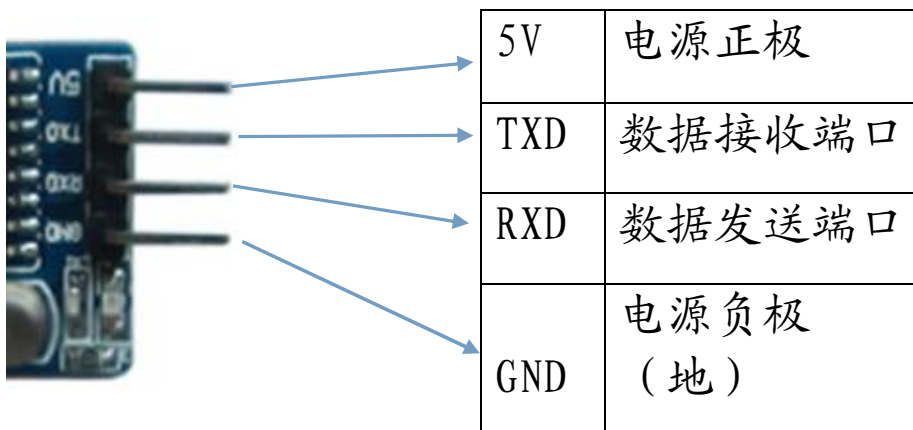 5V
TXD
RXD
GND
5V 电源正极
TXD 数据接收端口
RXD 数据发送端口
电源负极
GND （地）